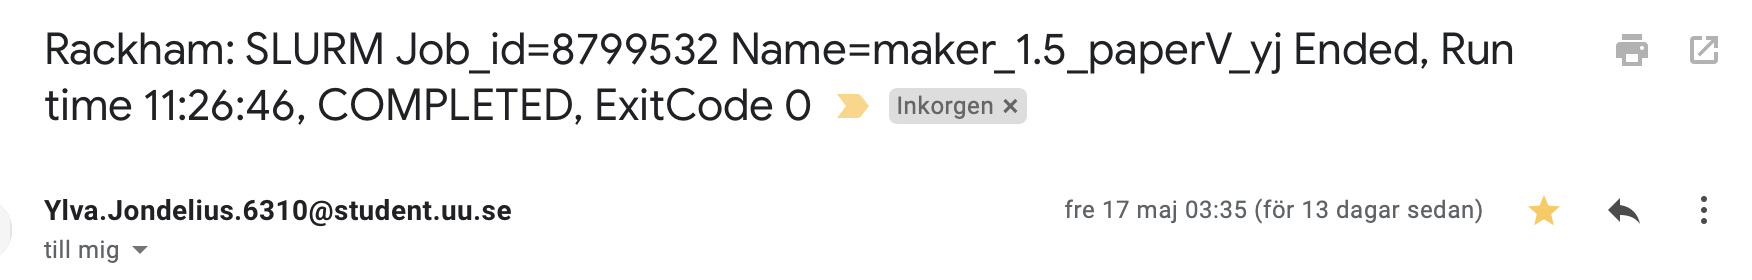 Rackham: SLURM Job_id=8799532 Name=maker_1.5_paperV_yj Ended, Run
time 11:26:46, COMPLETED, ExitCode 0 Inkorgen ×
Ylva.Jondelius.6310@student.uu.se fre 17 maj 03:35 (för 13 dagar sedan)
till mig